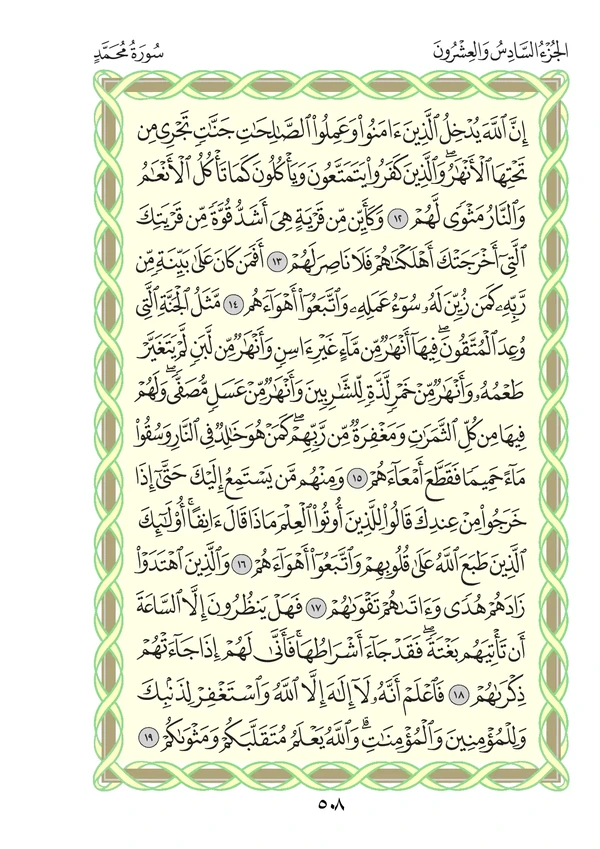 الجُزْءُ السَّادِسُ وَالعِشْرُونَ
سُورَةُ مُحَمَّدٍ
إِنَّ ٱللَّهَ يُدْخِلُ ٱلَّذِينَ ءَامَنُوا۟ وَعَمِلُوا۟ ٱلصَّـٰلِحَـٰتِ جَنَّـٰتٍ تَجْرِى مِن
تَحْتِهَا ٱلْأَنْهَـٰرُ ۖ وَٱلَّذِينَ كَفَرُوا۟ يَتَمَتَّعُونَ وَيَأْكُلُونَ كَمَا تَأْكُلُ ٱلْأَنْعَـٰمُ
وَٱلنَّارُ مَثْوًى لَّهُمْ ١٢ وَكَأَيِّن مِّن قَرْيَةٍ هِىَ أَشَدُّ قُوَّةً مِّن قَرْيَتِكَ
ٱلَّتِىٓ أَخْرَجَتْكَ أَهْلَكْنَـٰهُمْ فَلَا نَاصِرَ لَهُمْ ١٣ أَفَمَن كَانَ عَلَىٰ بَيِّنَةٍ مِّن
رَّبِّهِۦ كَمَن زُيِّنَ لَهُۥ سُوٓءُ عَمَلِهِۦ وَٱتَّبَعُوٓا۟ أَهْوَآءَهُم ١٤ مَّثَلُ ٱلْجَنَّةِ ٱلَّتِى
وُعِدَ ٱلْمُتَّقُونَ ۖ فِيهَآ أَنْهَـٰرٌ مِّن مَّآءٍ غَيْرِ ءَاسِنٍ وَأَنْهَـٰرٌ مِّن لَّبَنٍ لَّمْ يَتَغَيَّرْ
طَعْمُهُۥ وَأَنْهَـٰرٌ مِّنْ خَمْرٍ لَّذَّةٍ لِّلشَّـٰرِبِينَ وَأَنْهَـٰرٌ مِّنْ عَسَلٍ مُّصَفًّى ۖ وَلَهُمْ
فِيهَا مِن كُلِّ ٱلثَّمَرَٰتِ وَمَغْفِرَةٌ مِّن رَّبِّهِمْ ۖ كَمَنْ هُوَ خَـٰلِدٌ فِى ٱلنَّارِ وَسُقُوا۟
مَآءً حَمِيمًا فَقَطَّعَ أَمْعَآءَهُمْ ١٥ وَمِنْهُم مَّن يَسْتَمِعُ إِلَيْكَ حَتَّىٰٓ إِذَا
خَرَجُوا۟ مِنْ عِندِكَ قَالُوا۟ لِلَّذِينَ أُوتُوا۟ ٱلْعِلْمَ مَاذَا قَالَ ءَانِفًا ۚ أُو۟لَـٰٓئِكَ
ٱلَّذِينَ طَبَعَ ٱللَّهُ عَلَىٰ قُلُوبِهِمْ وَٱتَّبَعُوٓا۟ أَهْوَآءَهُمْ ١٦ وَٱلَّذِينَ ٱهْتَدَوْا۟
زَادَهُمْ هُدًى وَءَاتَىٰهُمْ تَقْوَىٰهُمْ ١٧ فَهَلْ يَنظُرُونَ إِلَّا ٱلسَّاعَةَ
أَن تَأْتِيَهُم بَغْتَةً ۖ فَقَدْ جَآءَ أَشْرَاطُهَا ۚ فَأَنَّىٰ لَهُمْ إِذَا جَآءَتْهُمْ
ذِكْرَىٰهُمْ ١٨ فَٱعْلَمْ أَنَّهُۥ لَآ إِلَـٰهَ إِلَّا ٱللَّهُ وَٱسْتَغْفِرْ لِذَنۢبِكَ
وَلِلْمُؤْمِنِينَ وَٱلْمُؤْمِنَـٰتِ ۗ وَٱللَّهُ يَعْلَمُ مُتَقَلَّبَكُمْ وَمَثْوَىٰكُمْ ١٩
٥٠٨